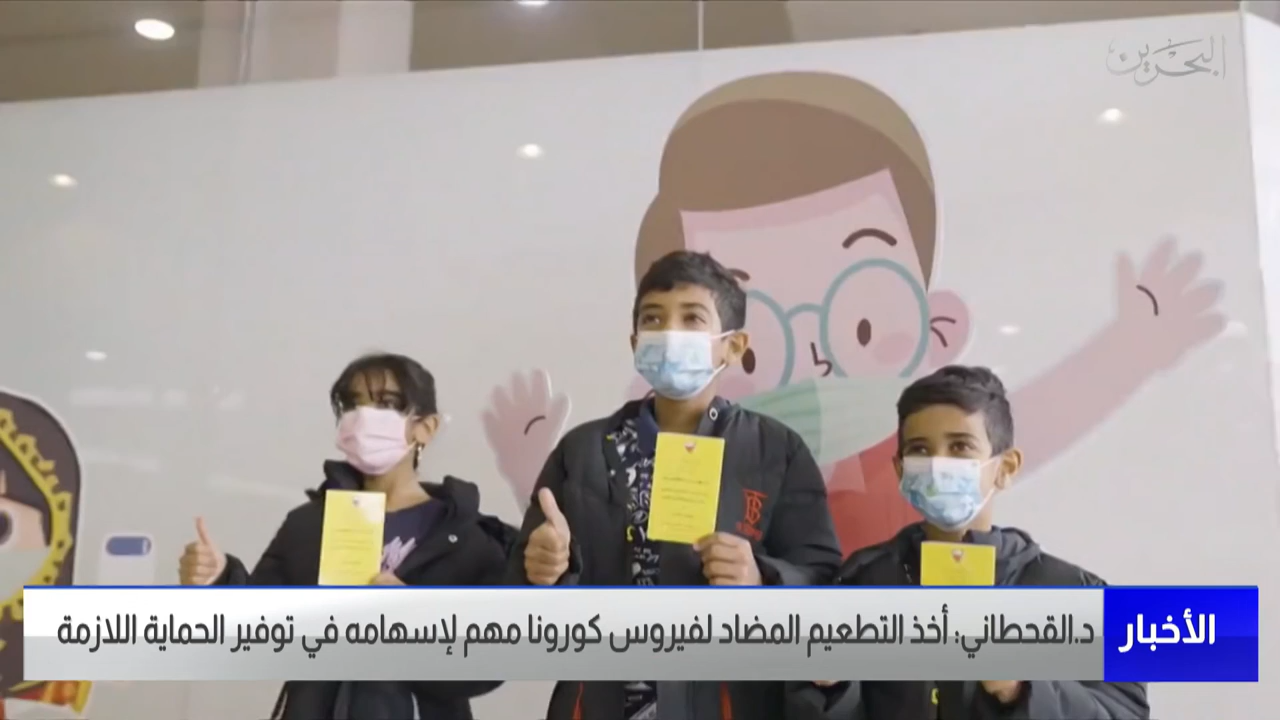 البحرين
الأخبار
د.القحطاني: أخذ التطعيم المضاد لفيروس كورونا مهم لإسهامه في توفير الحماية اللازمة